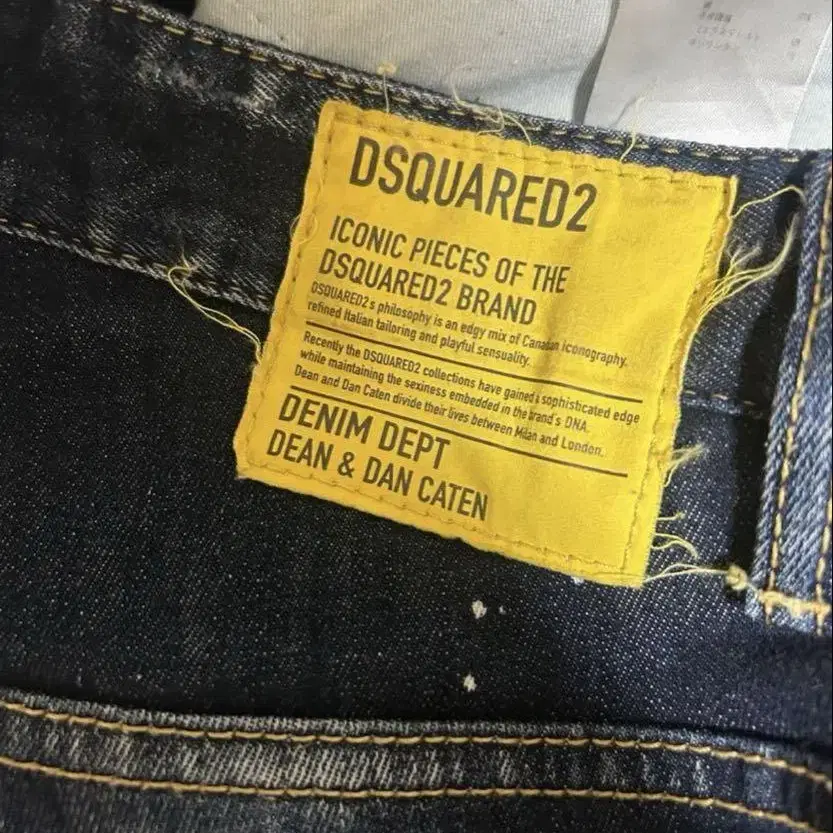 DSQUARED2
ICONIC PIECES OF THE
DSQUARED2 BRAND
DSQUARED2s philosophy is an edgy mix of Canadian iconography,
refined Italian tailoring and playful sensuality.
Recently the DSQUARED2 collections have gained a sophisticated edge
while maintaining the sexiness embedded in the brand's DNA.
Dean and Dan Caten divide their lives between Milan and London.
DENIM DEPT
DEAN & DAN CATEN